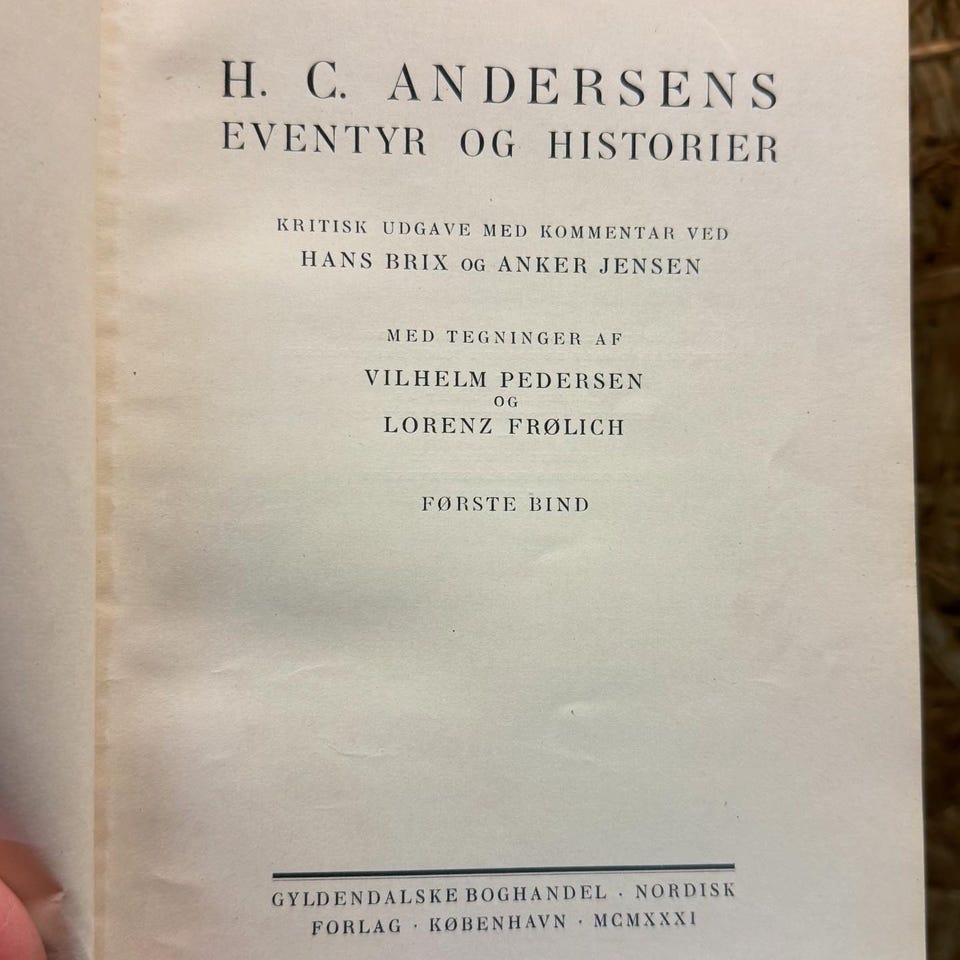 H. C. ANDERSENS
EVENTYR OG HISTORIER
KRITISK UDGAVE MED KOMMENTAR VED
HANS BRIX OG ANKER JENSEN
MED TEGNINGER AF
VILHELM PEDERSEN
OG
LORENZ FRØLICH
FØRSTE BIND
GYLDENDALSKE BOGHANDEL · NORDISK
FORLAG · KØBENHAVN · MCMXXXI